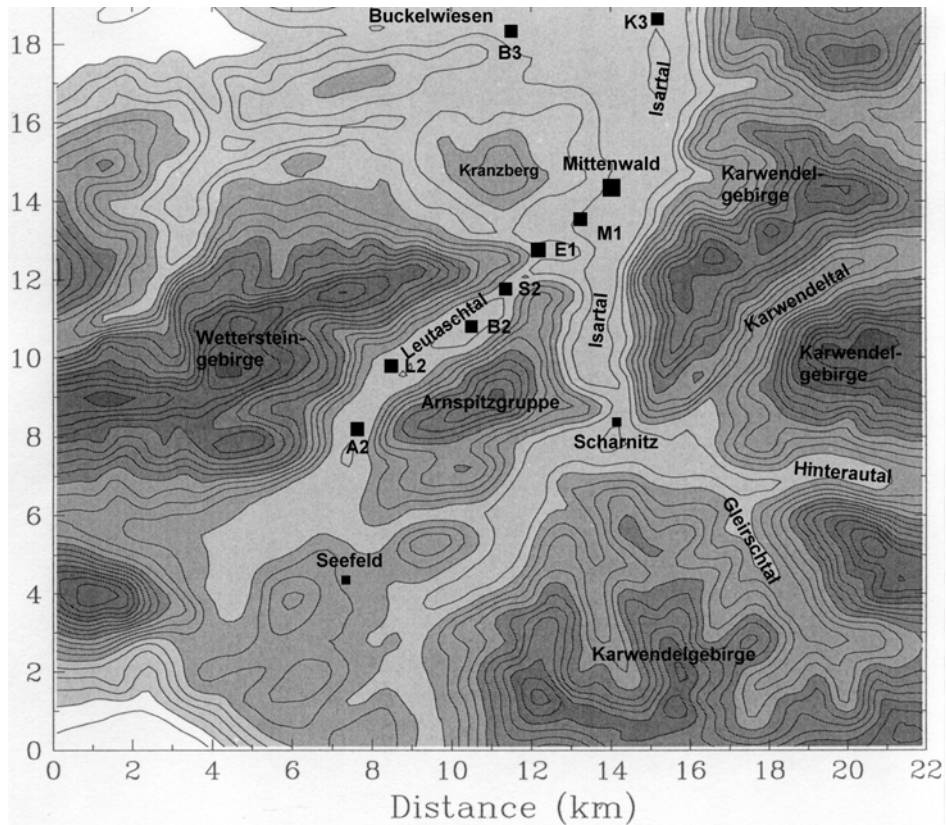 Buckelwiesen
K3
B3
18
Isartal
16
Kranzberg
Mittenwald
Karwendel-
gebirge
14
M1
E1
12
S2
Karwendeltal
Leutaschtal
B2
Isartal
Wetterstein-
gebirge
Karwendel-
gebirge
10
L2
Arnspitzgruppe
8
A2
Scharnitz
Hinterautal
6
Gleirschtal
Seefeld
4
Karwendelgebirge
2
0
0 2 4 6 8 10 12 14 16 18 20 22
Distance (km)